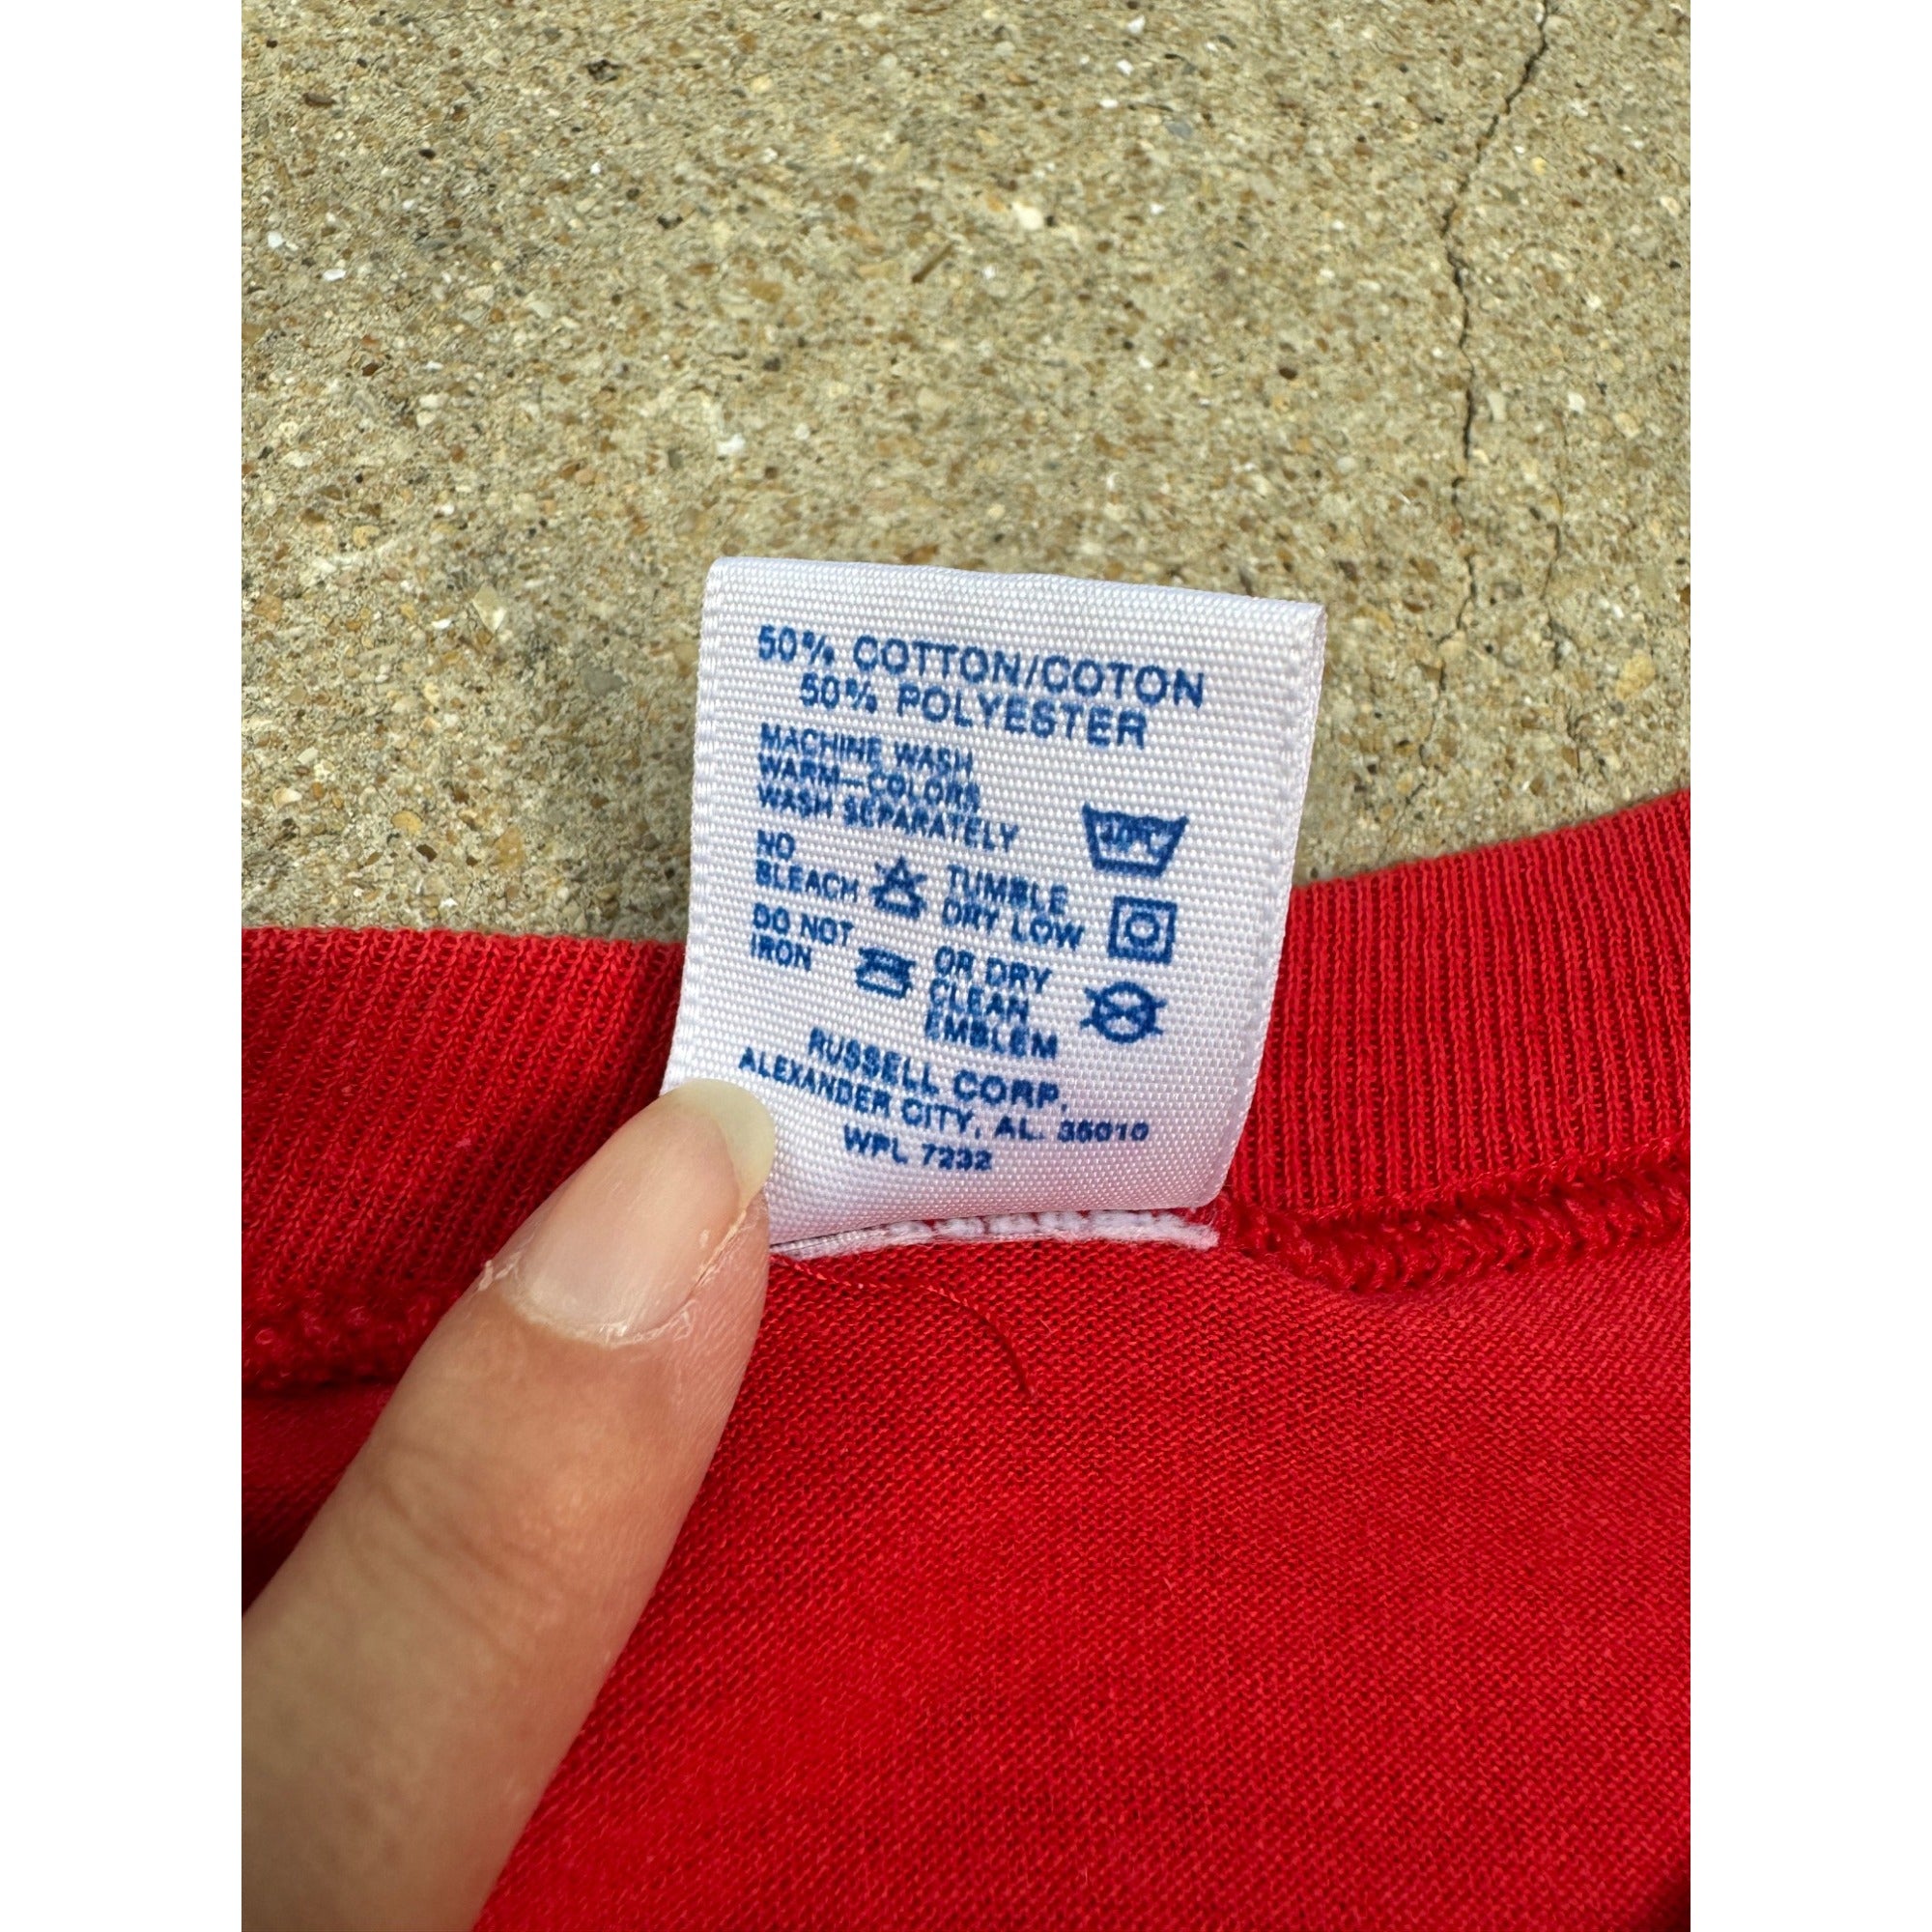 50% COTTON/COTON
50% POLYESTER
MACHINE WASH
WARM—COLORS
WASH SEPARATELY
40°C
NO
BLEACH
TUMBLE
DRY LOW
DO NOT
IRON
OR DRY
CLEAN
EMBLEM
RUSSELL CORP.
ALEXANDER CITY, AL. 35010
WPL 7232